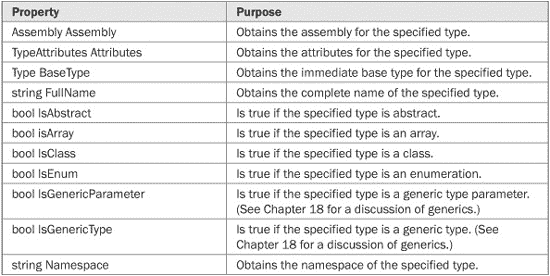 Property Purpose
Assembly Assembly Obtains the assembly for the specified type.
TypeAttributes Attributes Obtains the attributes for the specified type.
Type BaseType Obtains the immediate base type for the specified type.
string FullName Obtains the complete name of the specified type.
bool IsAbstract Is true if the specified type is abstract.
bool isArray Is true if the specified type is an array.
bool IsClass Is true if the specified type is a class.
bool IsEnum Is true if the specified type is an enumeration.
bool IsGenericParameter Is true if the specified type is a generic type parameter.
(See Chapter 18 for a discussion of generics.)
bool IsGenericType Is true if the specified type is a generic type. (See
Chapter 18 for a discussion of generics.)
string Namespace Obtains the namespace of the specified type.